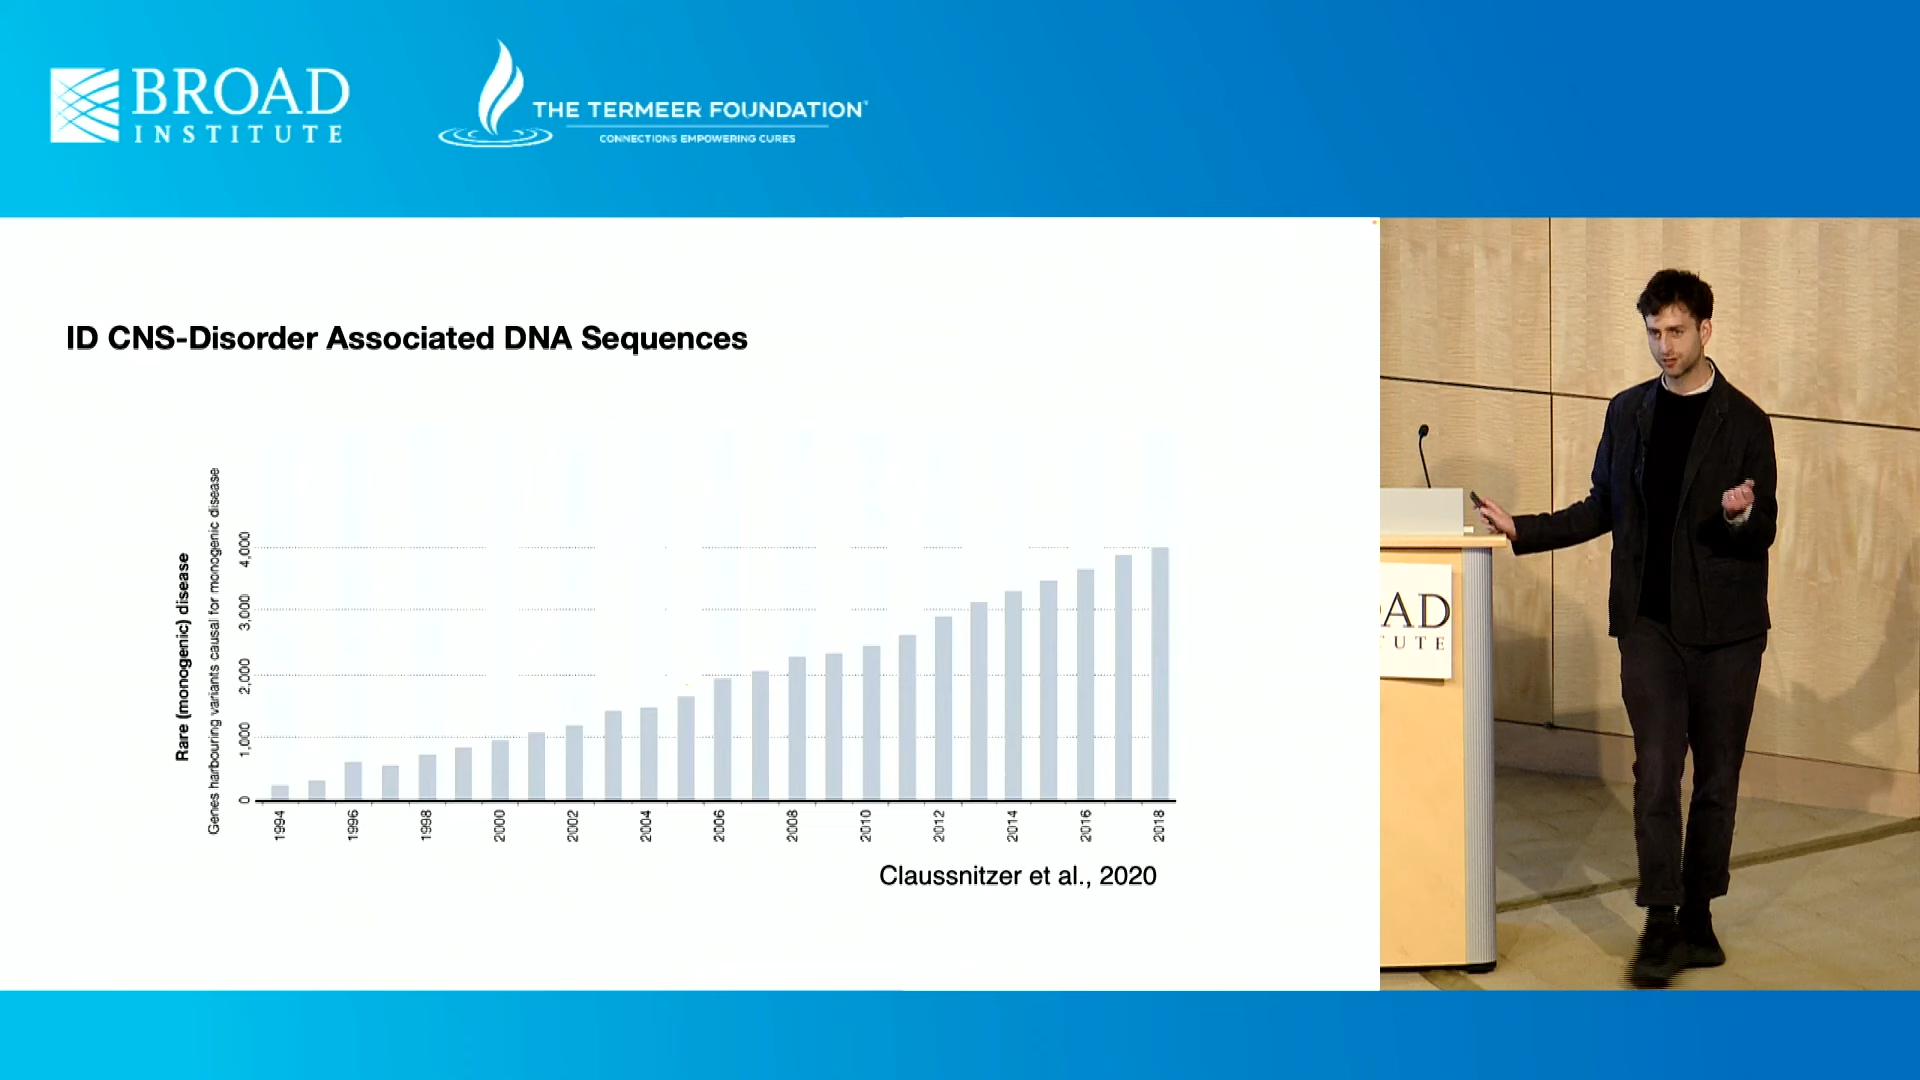 BROAD
INSTITUTE
THE TERMEER FOUNDATION
CONNECTIONS EMPOWERING CURES
ID CNS-Disorder Associated DNA Sequences
Rare (monogenic) disease
Genes harbouring variants causal for monogenic disease
4,000
3,000
2,000
1,000
0
1994 1996 1998 2000 2002 2004 2006 2008 2010 2012 2014 2016 2018
Claussnitzer et al., 2020
AD
TUTE